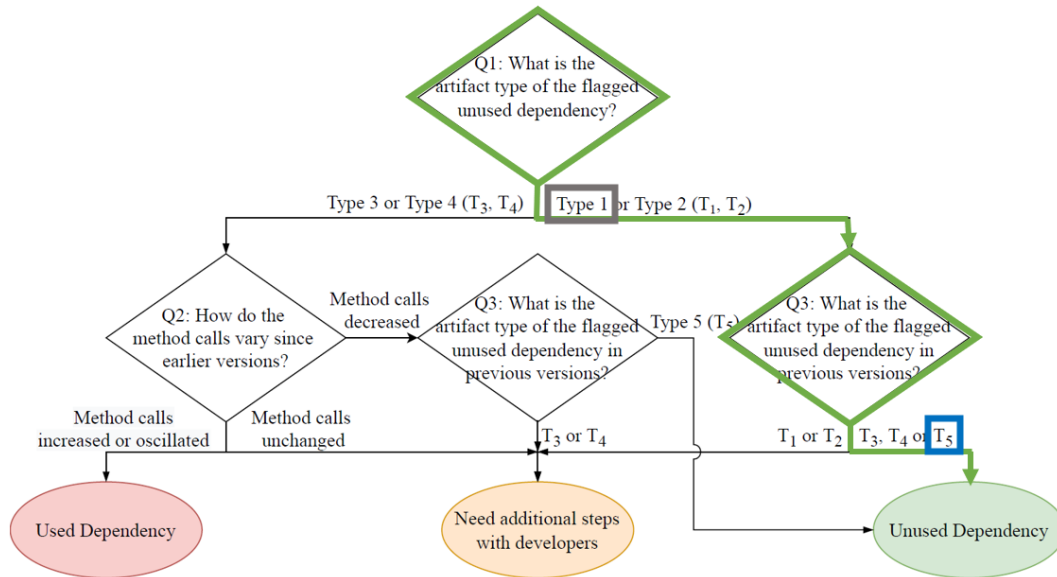 Q1: What is the
artifact type of the flagged
unused dependency?
Type 3 or Type 4 (T3, T4)
Type 1 or Type 2 (T1, T2)
Q2: How do the
method calls vary since
earlier versions?
Method calls
decreased
Q3: What is the
artifact type of the flagged
unused dependency in
previous versions?
Type 5 (T5)
Q3: What is the
artifact type of the flagged
unused dependency in
previous versions?
Method calls
increased or oscillated
Method calls
unchanged
T3 or T4
T1 or T2
T3, T4 or T5
Used Dependency
Need additional steps
with developers
Unused Dependency